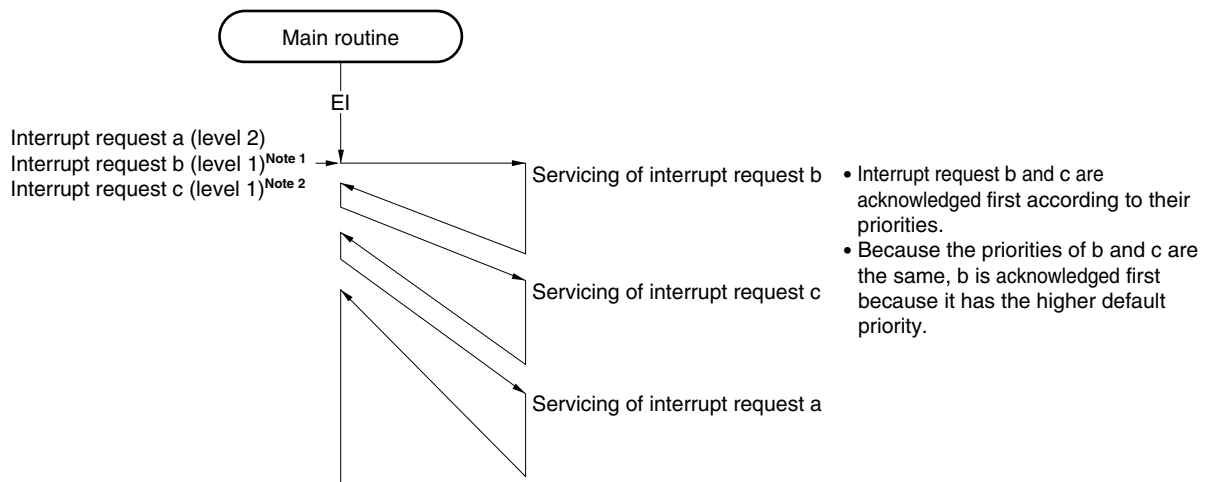 Main routine
EI
Interrupt request a (level 2)
Interrupt request b (level 1)Note 1
Interrupt request c (level 1)Note 2
Servicing of interrupt request b
• Interrupt request b and c are
acknowledged first according to their
priorities.
• Because the priorities of b and c are
the same, b is acknowledged first
because it has the higher default
priority.
Servicing of interrupt request c
Servicing of interrupt request a